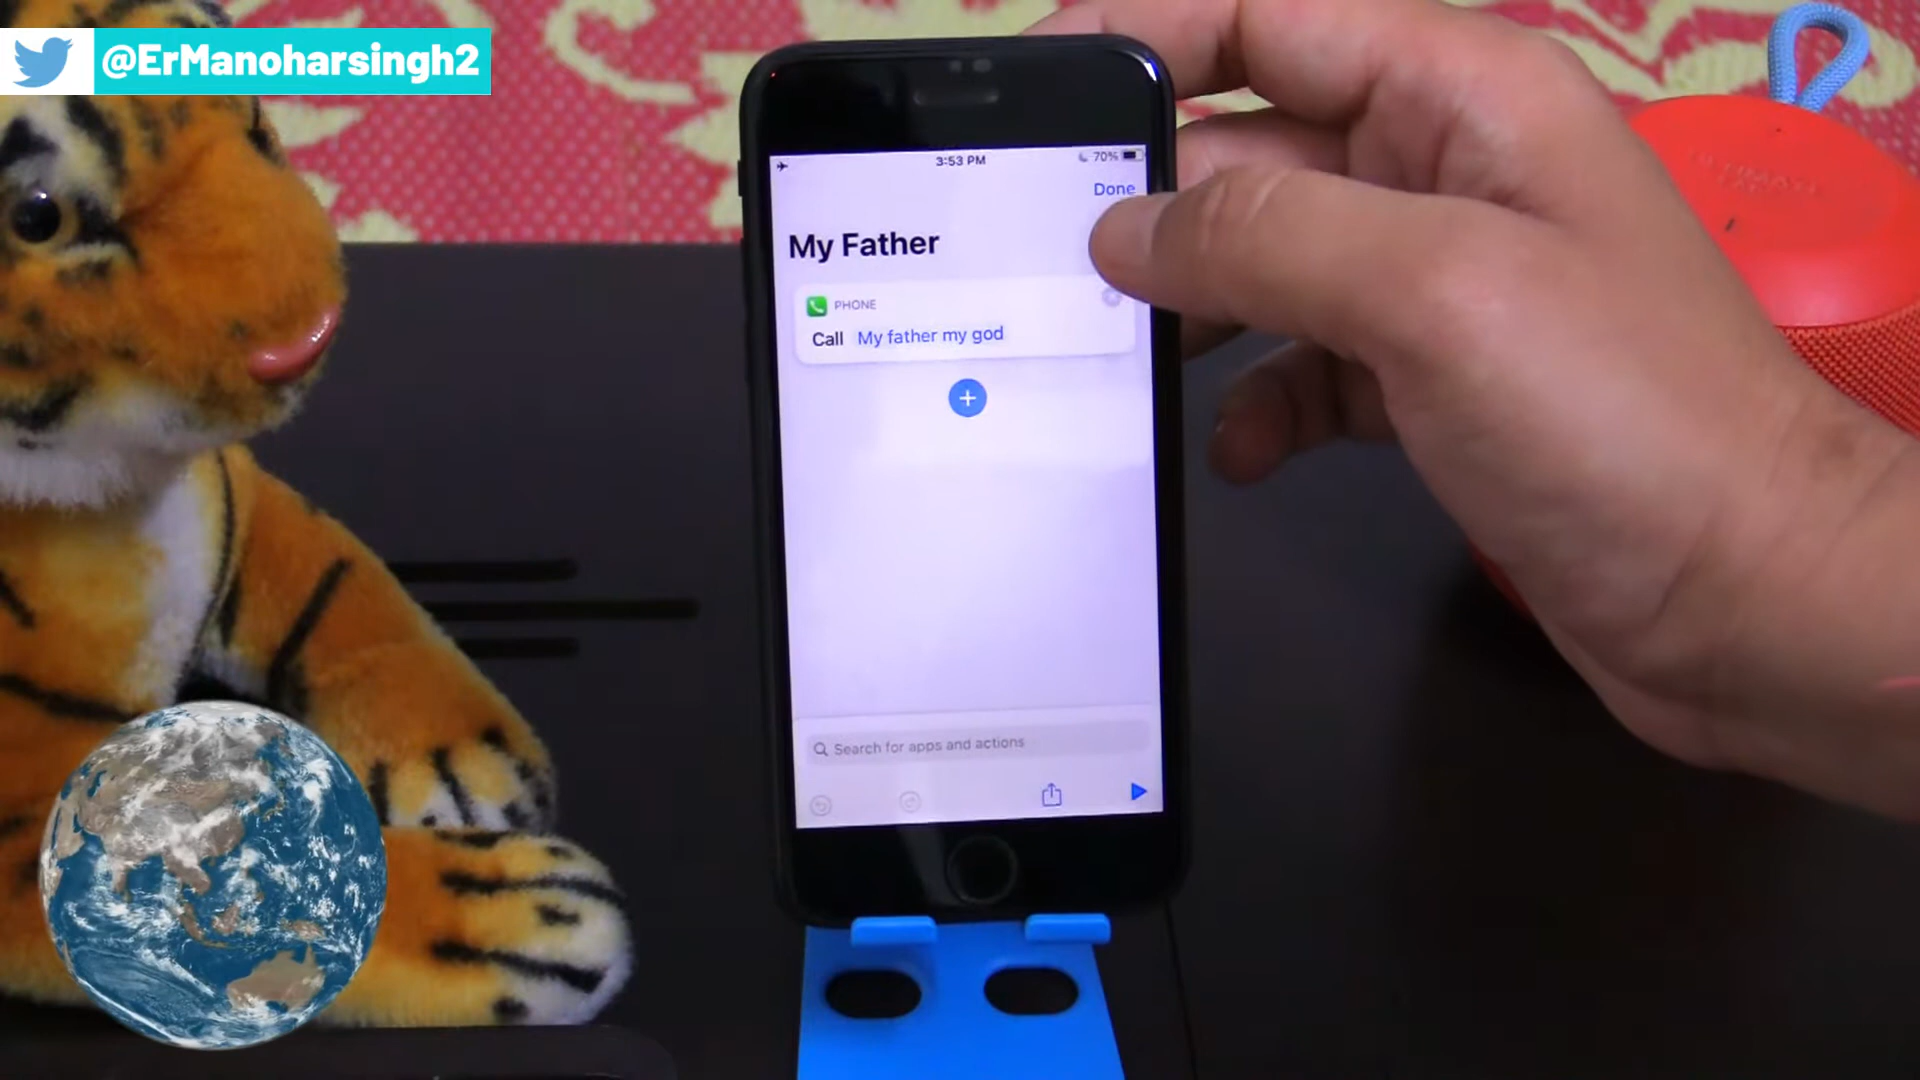 @ErManoharsingh2
3:53 PM
70%
Done
My Father
PHONE
Call My father my god
Search for apps and actions